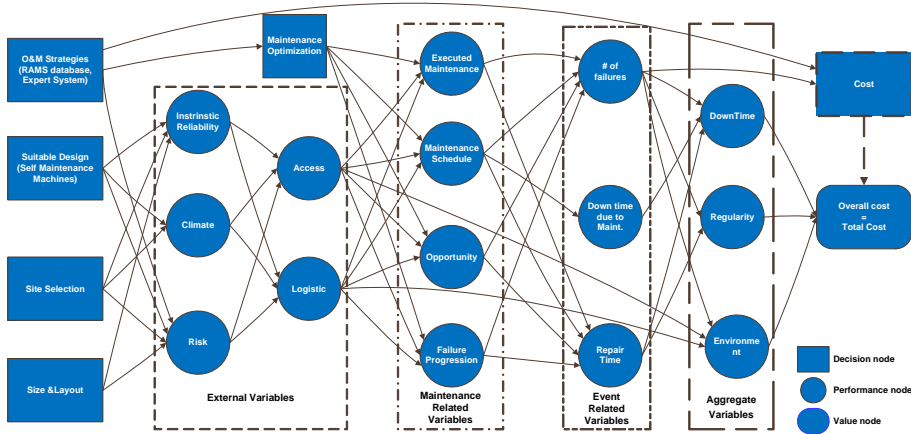 O&M Strategies
(RAMS database,
Expert System)
Suitable Design
(Self Maintenance
Machines)
Site Selection
Size &Layout
Maintenance
Optimization
Instrinstic
Reliability
Climate
Risk
Access
Logistic
External Variables
Executed
Maintenance
Maintenance
Schedule
Opportunity
Failure
Progression
Maintenance
Related
Variables
# of
failures
Down time
due to
Maint.
Repair
Time
Event
Related
Variables
DownTime
Regularity
Environme
nt
Aggregate
Variables
Cost
Overall cost
=
Total Cost
Decision node
Performance node
Value node